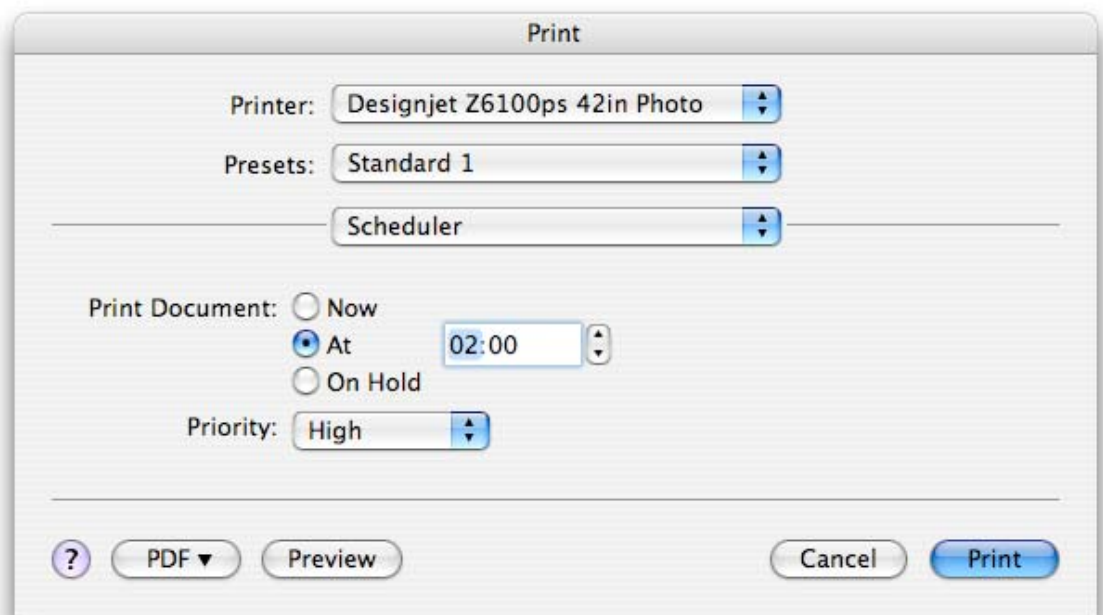 Print
Printer: Designjet Z6100ps 42in Photo
Presets: Standard 1
Scheduler
Print Document: Now
At 02:00
On Hold
Priority: High
? PDF ▼ Preview Cancel Print